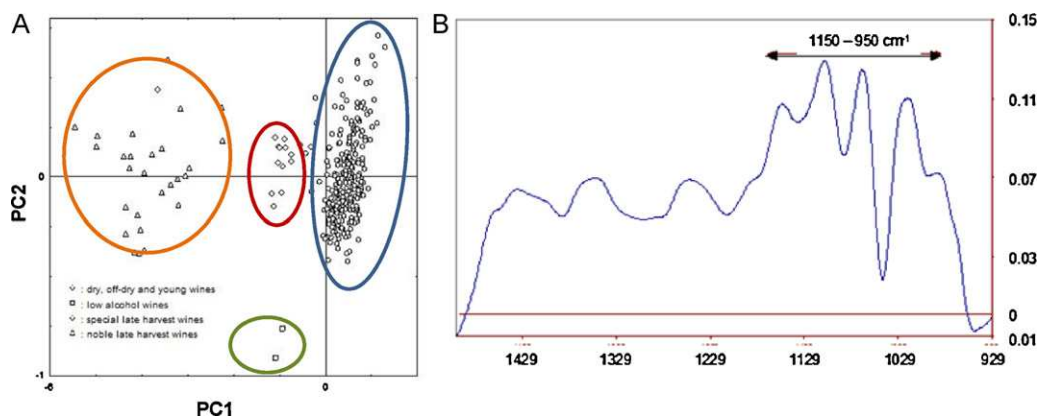 A
PC2
0
-1
-6
0
PC1
: dry, off-dry and young wines
: low alcohol wines
: special late harvest wines
: noble late harvest wines
B
1150 – 950 cm⁻¹
0.15
0.11
0.07
0.03
0
0.01
1429
1329
1229
1129
1029
929